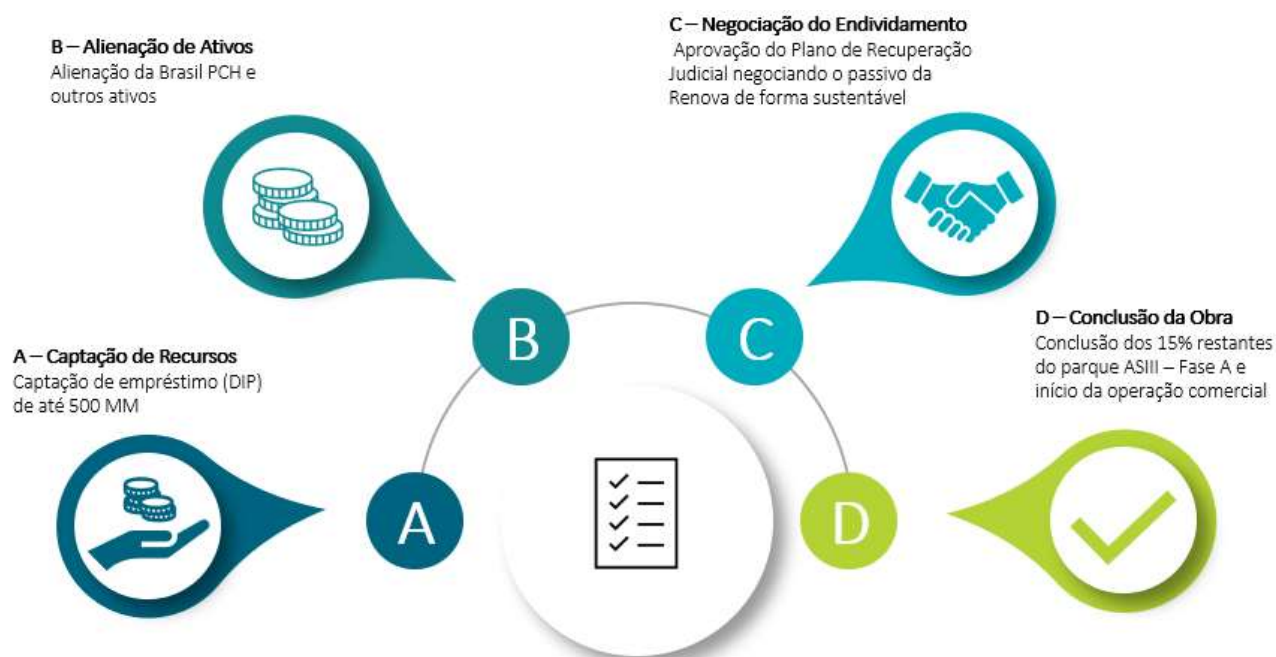 B – Alienação de Ativos
Alienação da Brasil PCH e
outros ativos
C – Negociação do Endividamento
Aprovação do Plano de Recuperação
Judicial negociando o passivo da
Renova de forma sustentável
A – Captação de Recursos
Captação de empréstimo (DIP)
de até 500 MM
D – Conclusão da Obra
Conclusão dos 15% restantes
do parque ASIII – Fase A e
início da operação comercial
B
C
A
D